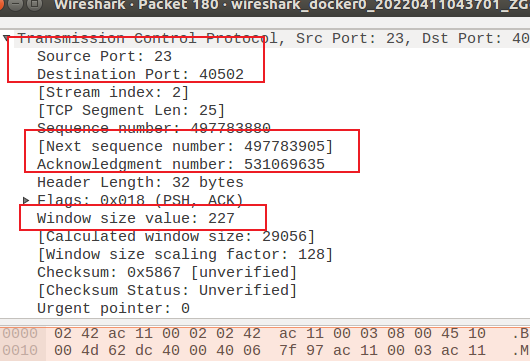 Wireshark · Packet 180 · wireshark_docker0_20220411043701_ZG
Transmission Control Protocol, Src Port: 23, Dst Port: 40
Source Port: 23
Destination Port: 40502
[Stream index: 2]
[TCP Segment Len: 25]
Sequence number: 497783880
[Next sequence number: 497783905]
Acknowledgment number: 531069635
Header Length: 32 bytes
Flags: 0x018 (PSH, ACK)
Window size value: 227
[Calculated window size: 29056]
[Window size scaling factor: 128]
Checksum: 0x5867 [unverified]
[Checksum Status: Unverified]
Urgent pointer: 0
0000 02 42 ac 11 00 02 02 42 ac 11 00 03 08 00 45 10 .B
0010 00 4d 62 dc 40 00 40 06 7f 97 ac 11 00 03 ac 11 .M